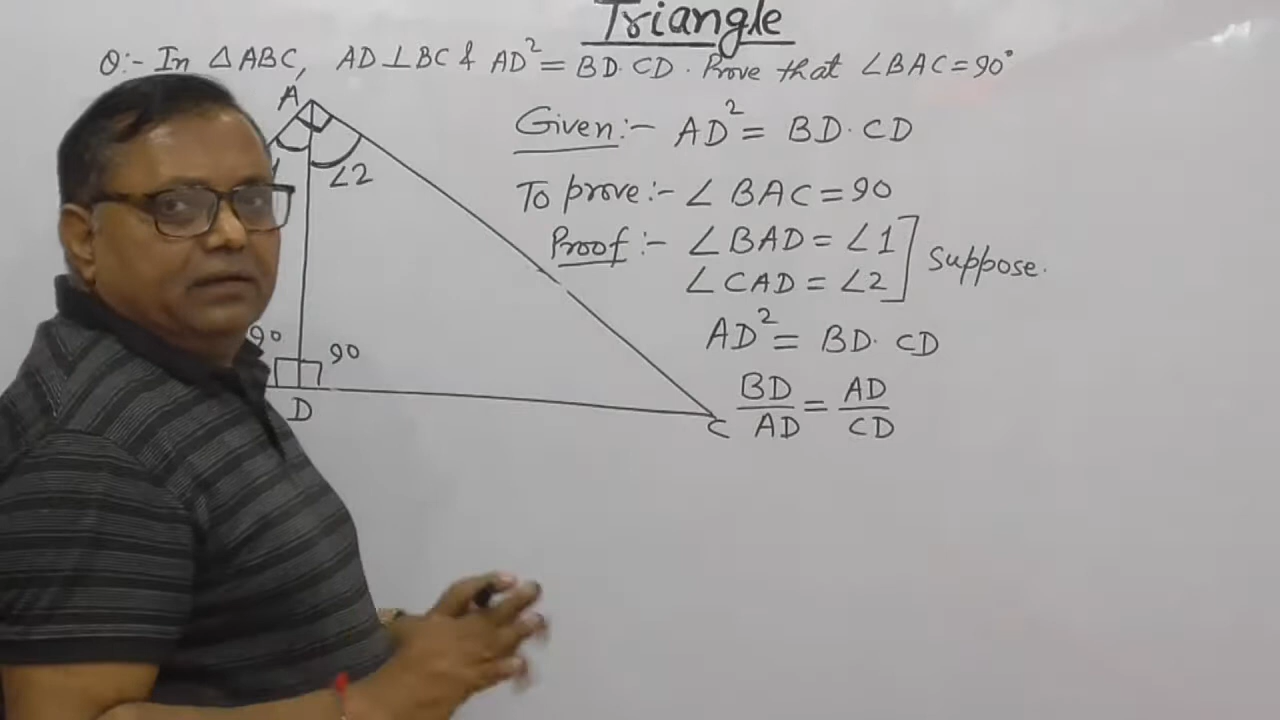 Triangle
Q:- In △ABC, AD⊥BC & AD² = BD·CD. Prove that ∠BAC=90°
A
Given:- AD² = BD·CD
∠2
To prove:- ∠BAC=90
Proof:- ∠BAD=∠1
Suppose.
∠CAD=∠2
90
90
AD² = BD·CD
BD/AD = AD/CD
D
C